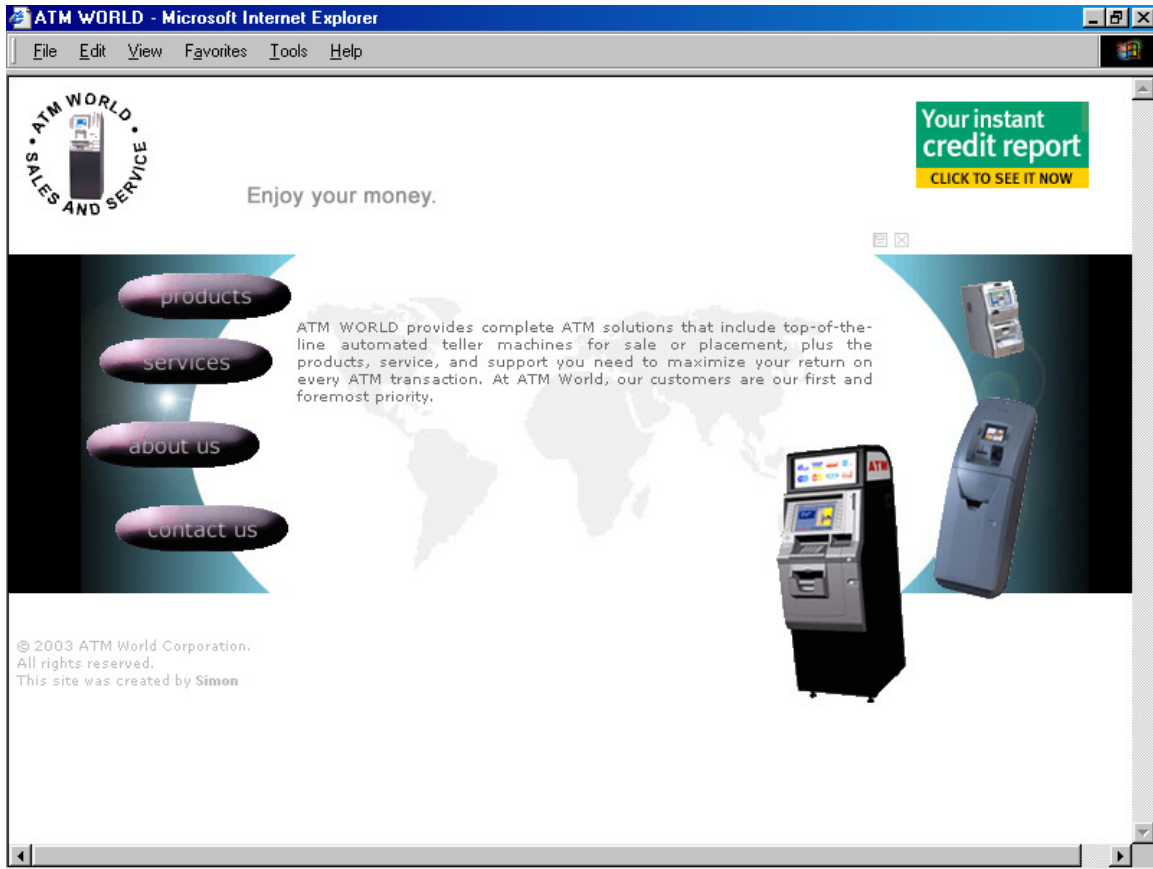 ATM WORLD - Microsoft Internet Explorer
File Edit View Favorites Tools Help
• ATM WORLD •
SALES AND SERVICE
Enjoy your money.
Your instant
credit report
CLICK TO SEE IT NOW
products
services
about us
contact us
ATM WORLD provides complete ATM solutions that include top-of-the-
line automated teller machines for sale or placement, plus the
products, service, and support you need to maximize your return on
every ATM transaction. At ATM World, our customers are our first and
foremost priority.
ATM
© 2003 ATM World Corporation.
All rights reserved.
This site was created by Simon